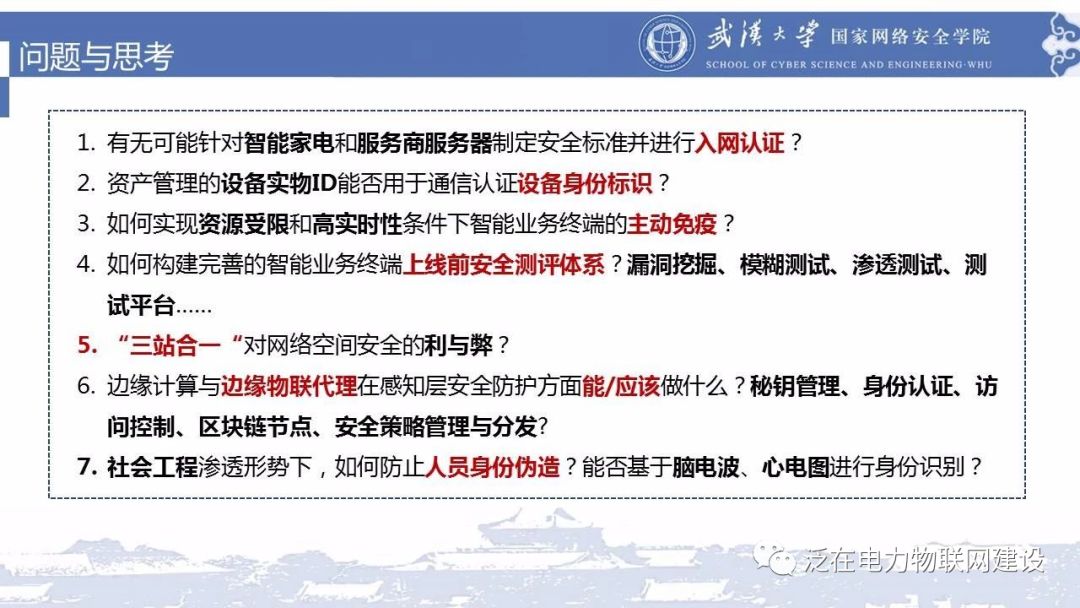 问题与思考
武汉大学 国家网络安全学院
SCHOOL OF CYBER SCIENCE AND ENGINEERING·WHU
1. 有无可能针对智能家电和服务商服务器制定安全标准并进行入网认证？
2. 资产管理的设备实物ID能否用于通信认证设备身份标识？
3. 如何实现资源受限和高实时性条件下智能业务终端的主动免疫？
4. 如何构建完善的智能业务终端上线前安全测评体系？漏洞挖掘、模糊测试、渗透测试、测
试平台......
5. “三站合一“对网络空间安全的利与弊？
6. 边缘计算与边缘物联代理在感知层安全防护方面能/应该做什么？秘钥管理、身份认证、访
问控制、区块链节点、安全策略管理与分发?
7. 社会工程渗透形势下，如何防止人员身份伪造？能否基于脑电波、心电图进行身份识别？
泛在电力物联网建设